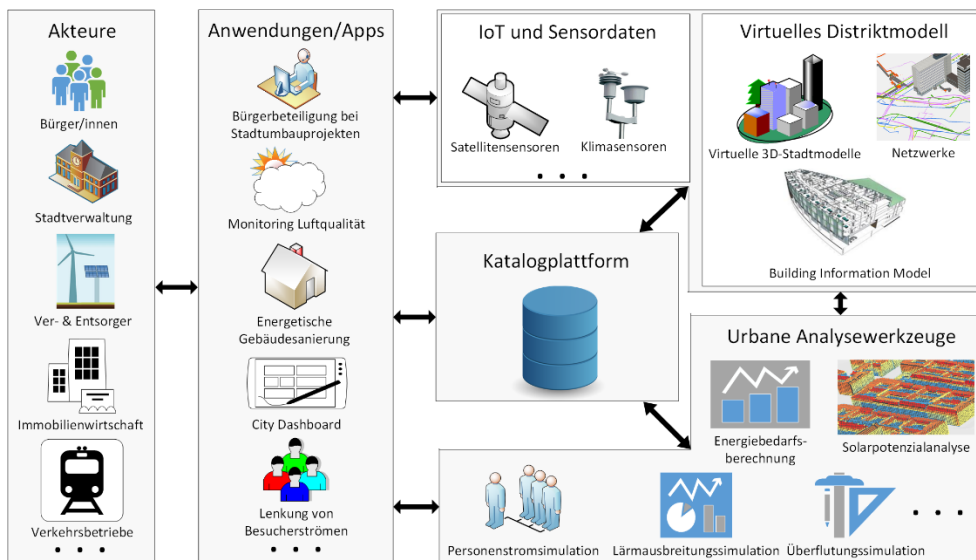 Akteure
Bürger/innen
Stadtverwaltung
Ver- & Entsorger
Immobilienwirtschaft
Verkehrsbetriebe
• • •
Anwendungen/Apps
Bürgerbeteiligung bei
Stadtumbauprojekten
Monitoring Luftqualität
Energetische
Gebäudesanierung
City Dashboard
Lenkung von
Besucherströmen
• • •
IoT und Sensordaten
Satellitensensoren
Klimasensoren
• • •
Virtuelles Distriktmodell
Virtuelle 3D-Stadtmodelle
Netzwerke
Building Information Model
Katalogplattform
Urbane Analysewerkzeuge
Energiebedarfs-
berechnung
Solarpotenzialanalyse
Personenstromsimulation
Lärmausbreitungssimulation
Überflutungssimulation
• • •